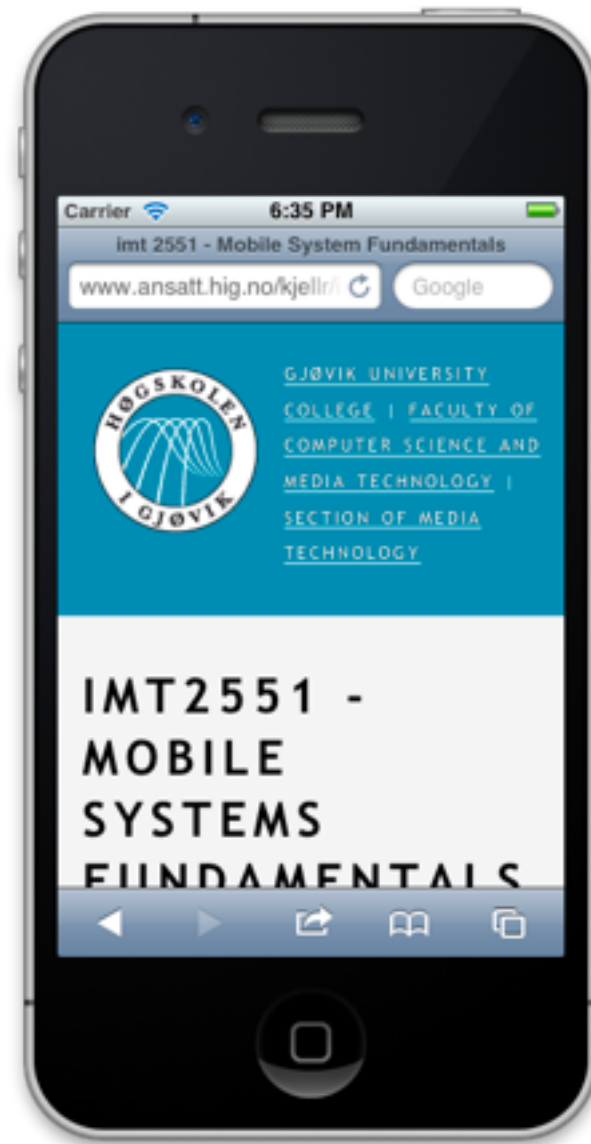 Carrier 6:35 PM
imt 2551 - Mobile System Fundamentals
www.ansatt.hig.no/kjellr/ Google
HØGSKOLEN
I GJØVIK
GJØVIK UNIVERSITY
COLLEGE | FACULTY OF
COMPUTER SCIENCE AND
MEDIA TECHNOLOGY |
SECTION OF MEDIA
TECHNOLOGY
IMT2551 -
MOBILE
SYSTEMS
FUNDAMENTALS